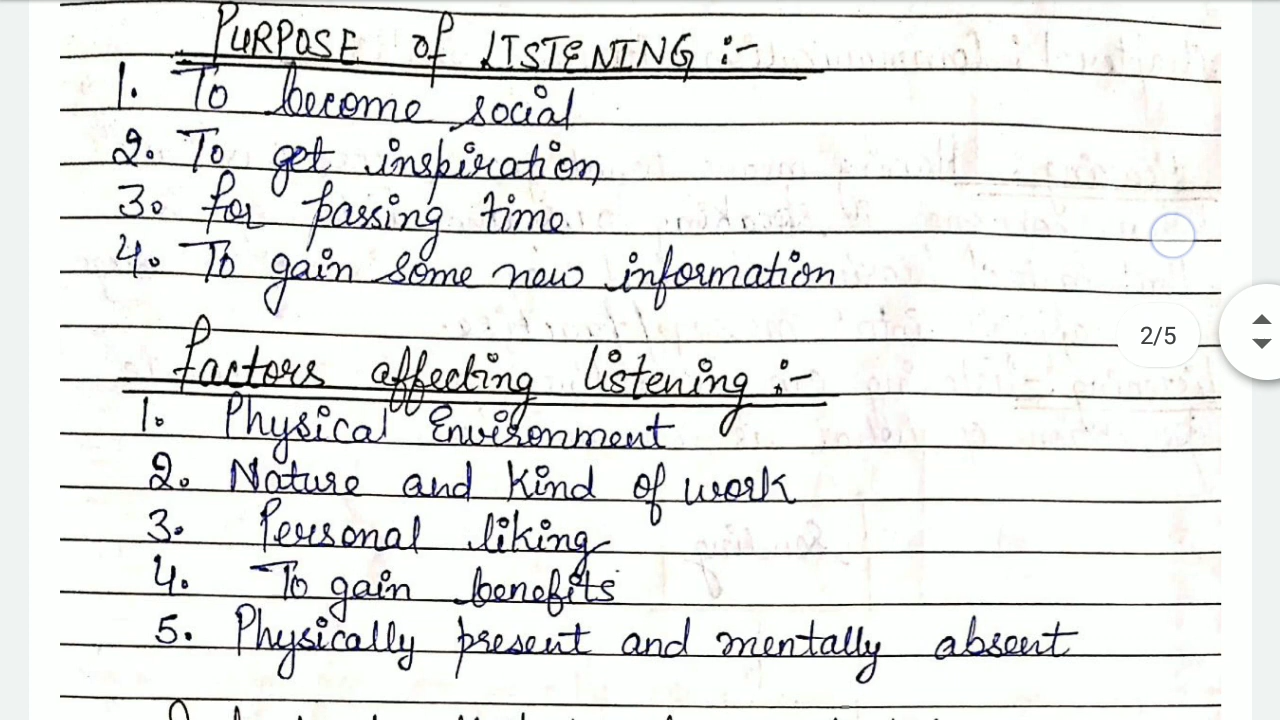 PURPOSE of LISTENING :-
1. To become social
2. To get inspiration
3. for passing time
4. To gain some new information
2/5
factors affecting listening :-
1. Physical Environment
2. Nature and Kind of work
3. Personal liking
4. To gain benefits
5. Physically present and mentally absent